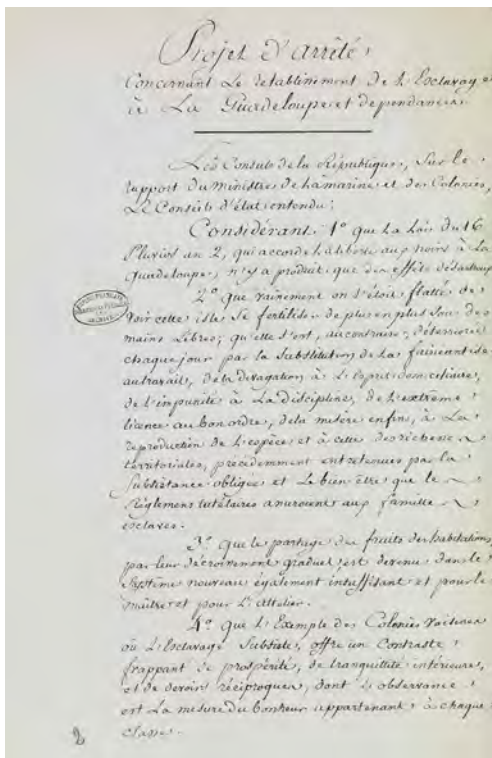 Projet d'arrêté,
Concernant Le rétablissement de L'Esclavage
à La Guadeloupe et dépendances.
Les Consuls de la République, Sur le
rapport du Ministre de la marine et des Colonies,
Le Conseil d'état entendu;
Considérant, 1° que La Loi du 16
Pluviôse an 2, qui accorde la liberté aux noirs à La
Guadeloupe, n'y a produit que des effets désastreux
2° que vainement on s'étoit flatté de
Voir cette isle Se fertiliser de plus en plus Sous des
mains Libres; qu'elle s'est, au contraire, détériorée
chaque jour par la Substitution de La fainéantise
au travail, de la divagation à L'esprit domiciliaire,
de l'impunité à La discipline, de L'extrême
licence au bon ordre, de la misère enfin, à La
reproduction de L'espèce et à celle des richesses
territoriales, précédemment entretenues par la
Subsistance obligée et Le bien être que les
Règlemens tutélaires assuroient aux familles
esclaves.
3° que le partage des fruits des habitations,
par leur décroissement graduel, est devenu dans le
Système nouveau également insuffisant et pour le
maître et pour L'attelier.
4° que L'Exemple des Colonies Voisines
où L'Esclavage Subsiste, offre un Contraste
frappant de prospérité, de tranquillité intérieure,
et de devoirs réciproques, dont L'observance
est La mesure du bonheur appartenant à chaque
classe.
2